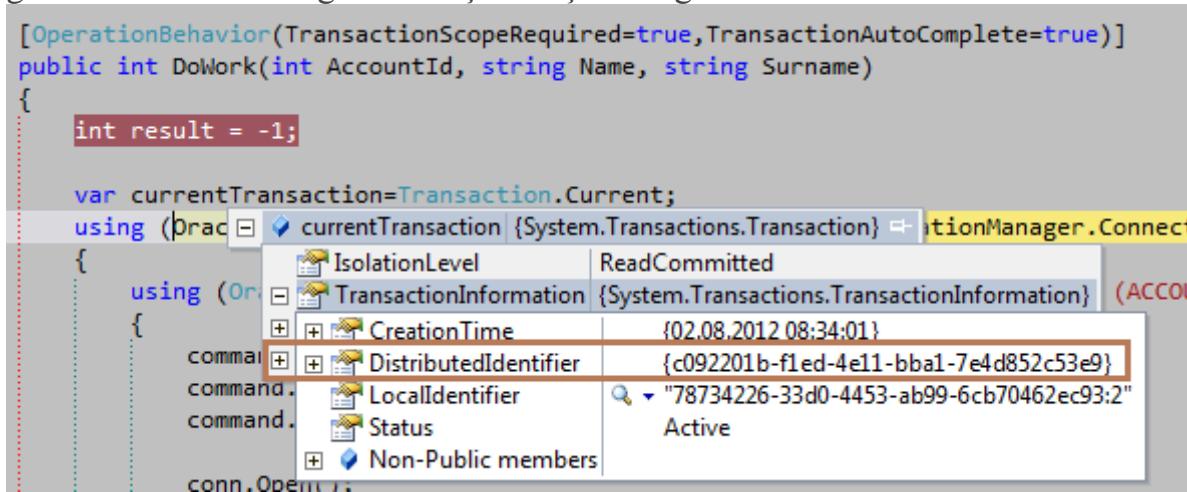 [OperationBehavior(TransactionScopeRequired=true,TransactionAutoComplete=true)]
public int DoWork(int AccountId, string Name, string Surname)
{
int result = -1;
var currentTransaction=Transaction.Current;
using (Orac currentTransaction {System.Transactions.Transaction} tionManager.Connect
{ IsolationLevel ReadCommitted
using (Or TransactionInformation {System.Transactions.TransactionInformation} (ACCOU
{ CreationTime {02.08.2012 08:34:01}
comma DistributedIdentifier {c092201b-f1ed-4e11-bba1-7e4d852c53e9}
command. LocalIdentifier "78734226-33d0-4453-ab99-6cb70462ec93:2"
command. Status Active
Non-Public members
conn.Open();